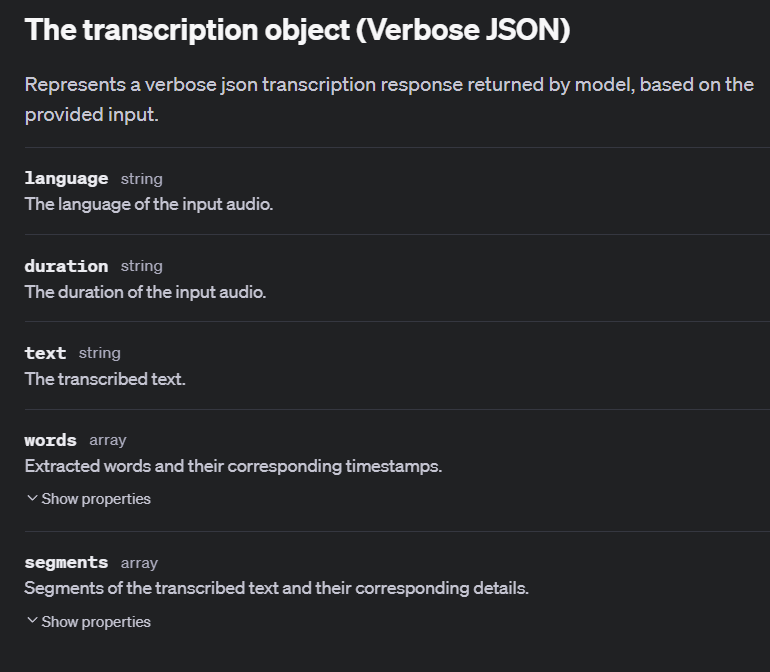 The transcription object (Verbose JSON)
Represents a verbose json transcription response returned by model, based on the
provided input.
language string
The language of the input audio.
duration string
The duration of the input audio.
text string
The transcribed text.
words array
Extracted words and their corresponding timestamps.
Show properties
segments array
Segments of the transcribed text and their corresponding details.
Show properties